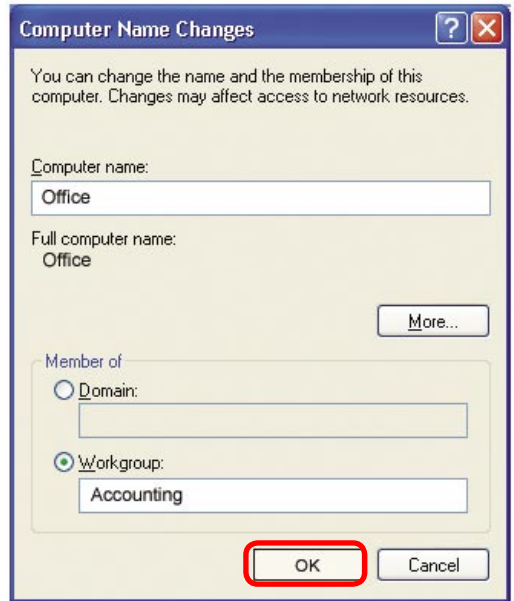 Computer Name Changes
You can change the name and the membership of this
computer. Changes may affect access to network resources.
Computer name:
Office
Full computer name:
Office
More...
Member of
Domain:
Workgroup:
Accounting
OK
Cancel